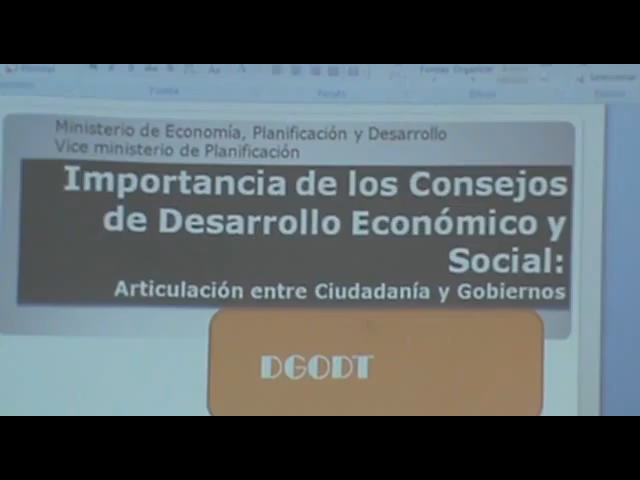 Ministerio de Economía, Planificación y Desarrollo
Vice ministerio de Planificación
Importancia de los Consejos
de Desarrollo Económico y
Social:
Articulación entre Ciudadanía y Gobiernos
DGODT